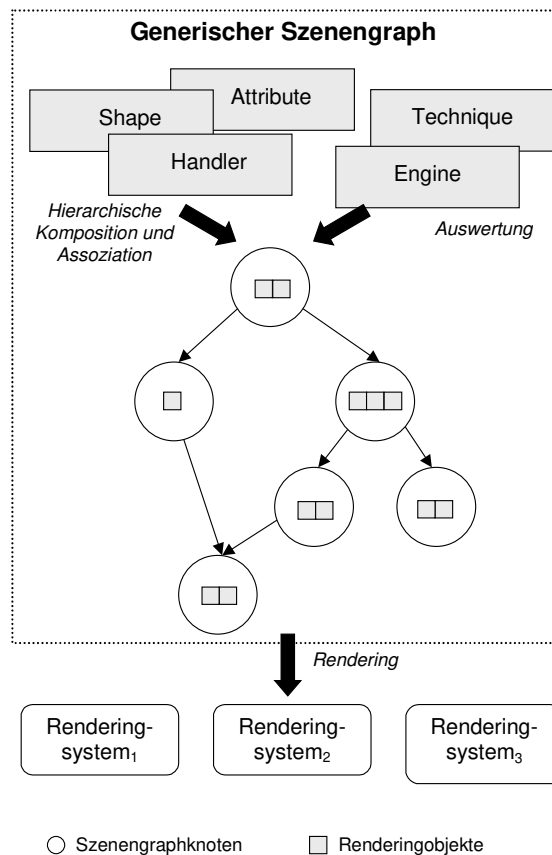 Generischer Szenengraph
Attribute
Shape
Technique
Handler
Engine
Hierarchische
Komposition und
Assoziation
Auswertung
Rendering
Rendering-
system₁
Rendering-
system₂
Rendering-
system₃
Szenengraphknoten
Renderingobjekte